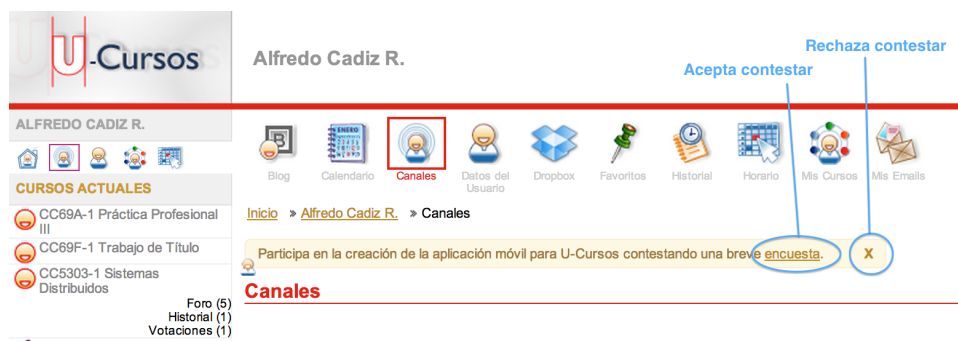 U-Cursos
Alfredo Cadiz R.
Rechaza contestar
Acepta contestar
ALFREDO CADIZ R.
CURSOS ACTUALES
CC69A-1 Práctica Profesional
III
CC69F-1 Trabajo de Título
CC5303-1 Sistemas
Distribuidos
Foro (5)
Historial (1)
Votaciones (1)
B
ENERO
Blog
Calendario
Canales
Datos del
Usuario
Dropbox
Favoritos
Historial
Horario
Mis Cursos
Mis Emails
Inicio » Alfredo Cadiz R. » Canales
Participa en la creación de la aplicación móvil para U-Cursos contestando una breve encuesta. X
Canales